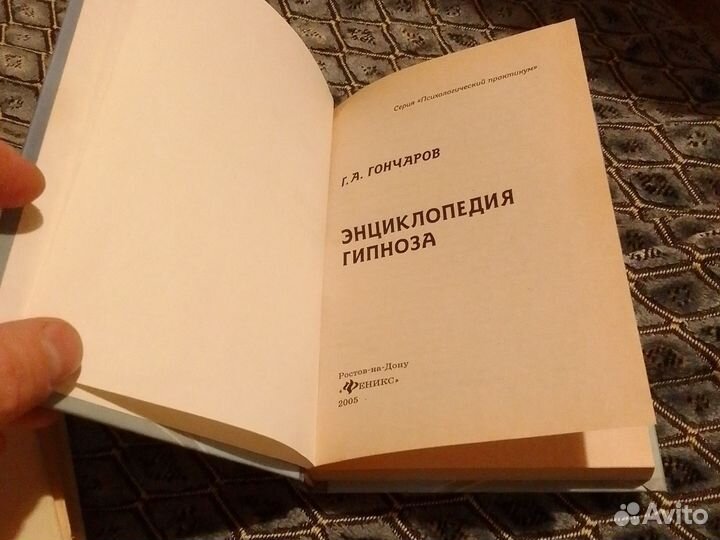 Серия «Психологический практикум»
Г. А. ГОНЧАРОВ
ЭНЦИКЛОПЕДИЯ
ГИПНОЗА
Ростов-на-Дону
«ФЕНИКС»
2005
Avito